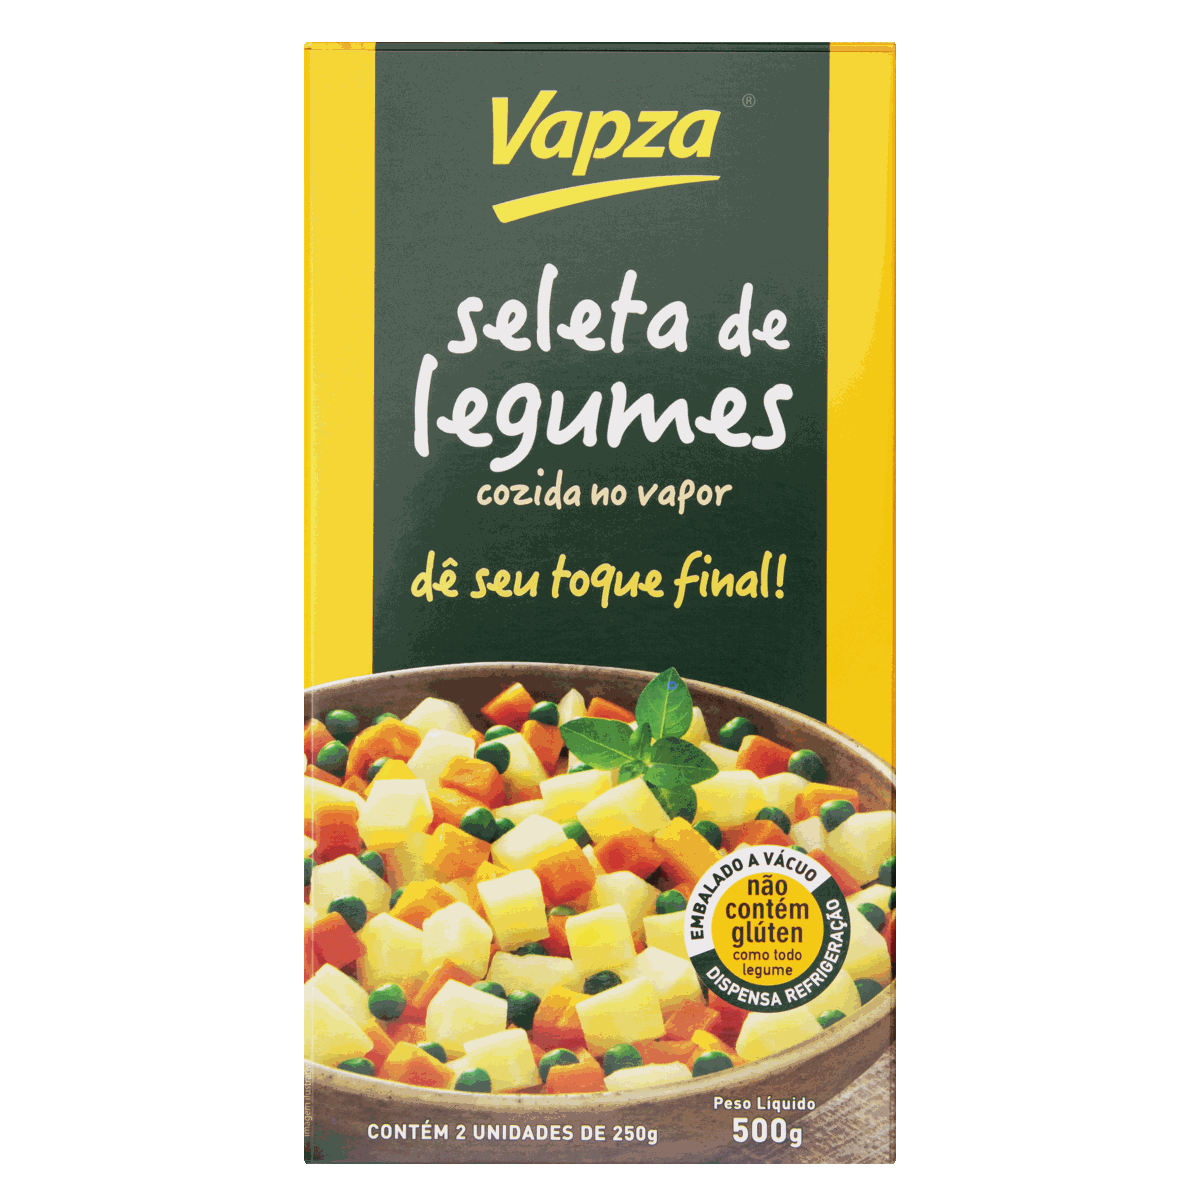 Vapza
®
seleta de
legumes
cozida no vapor
dê seu toque final!
EMBALADO A VÁCUO
não
contém
glúten
como todo
legume
DISPENSA REFRIGERAÇÃO
Peso Líquido
500g
CONTÉM 2 UNIDADES DE 250g